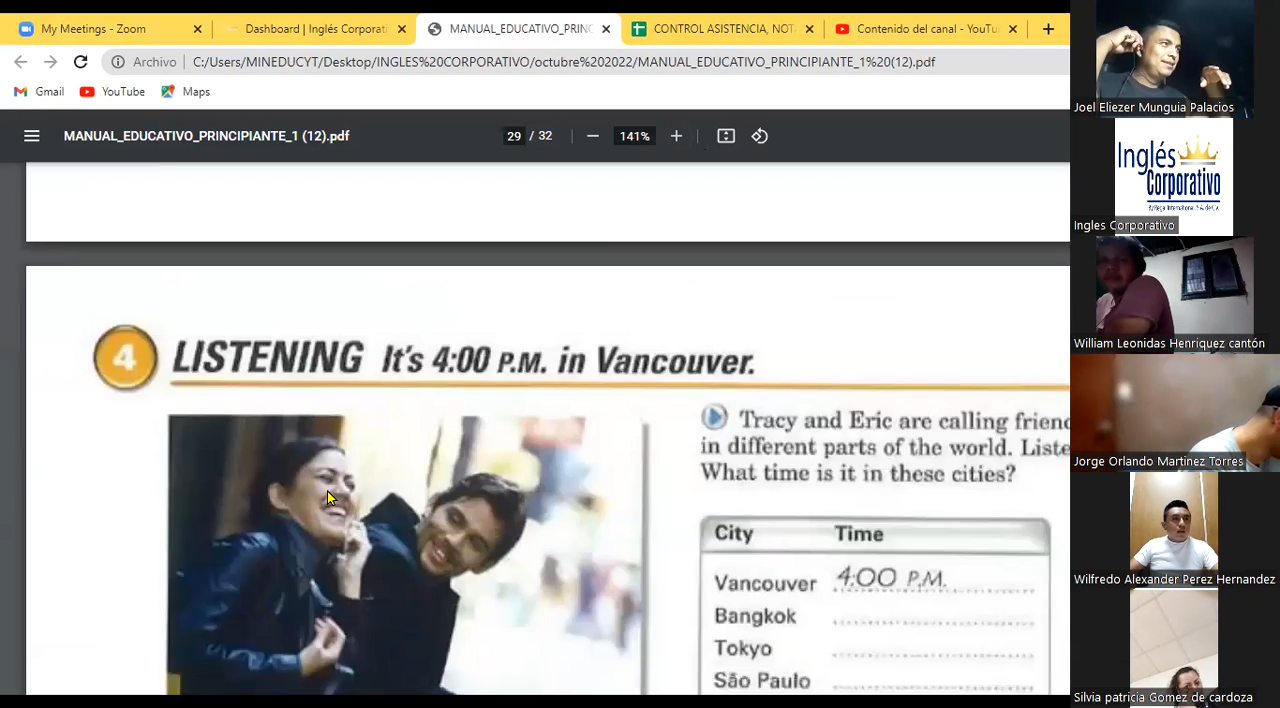 My Meetings - Zoom
Dashboard | Inglés Corporati
MANUAL_EDUCATIVO_PRINC
CONTROL ASISTENCIA, NOT
Contenido del canal - YouTu
Archivo
C:/Users/MINEDUCYT/Desktop/INGLES%20CORPORATIVO/octubre%202022/MANUAL_EDUCATIVO_PRINCIPIANTE_1%20(12).pdf
Gmail
YouTube
Maps
MANUAL_EDUCATIVO_PRINCIPIANTE_1 (12).pdf
29 / 32
141%
4 LISTENING It's 4:00 P.M. in Vancouver.
Tracy and Eric are calling frien
in different parts of the world. Liste
What time is it in these cities?
City Time
Vancouver 4:00 P.M.
Bangkok
Tokyo
São Paulo
Joel Eliezer Munguia Palacios
Inglés
Corporativo
Ingles Corporativo
William Leonidas Henriquez cantón
Jorge Orlando Martinez Torres
Wilfredo Alexander Perez Hernandez
Silvia patricia Gomez de cardoza